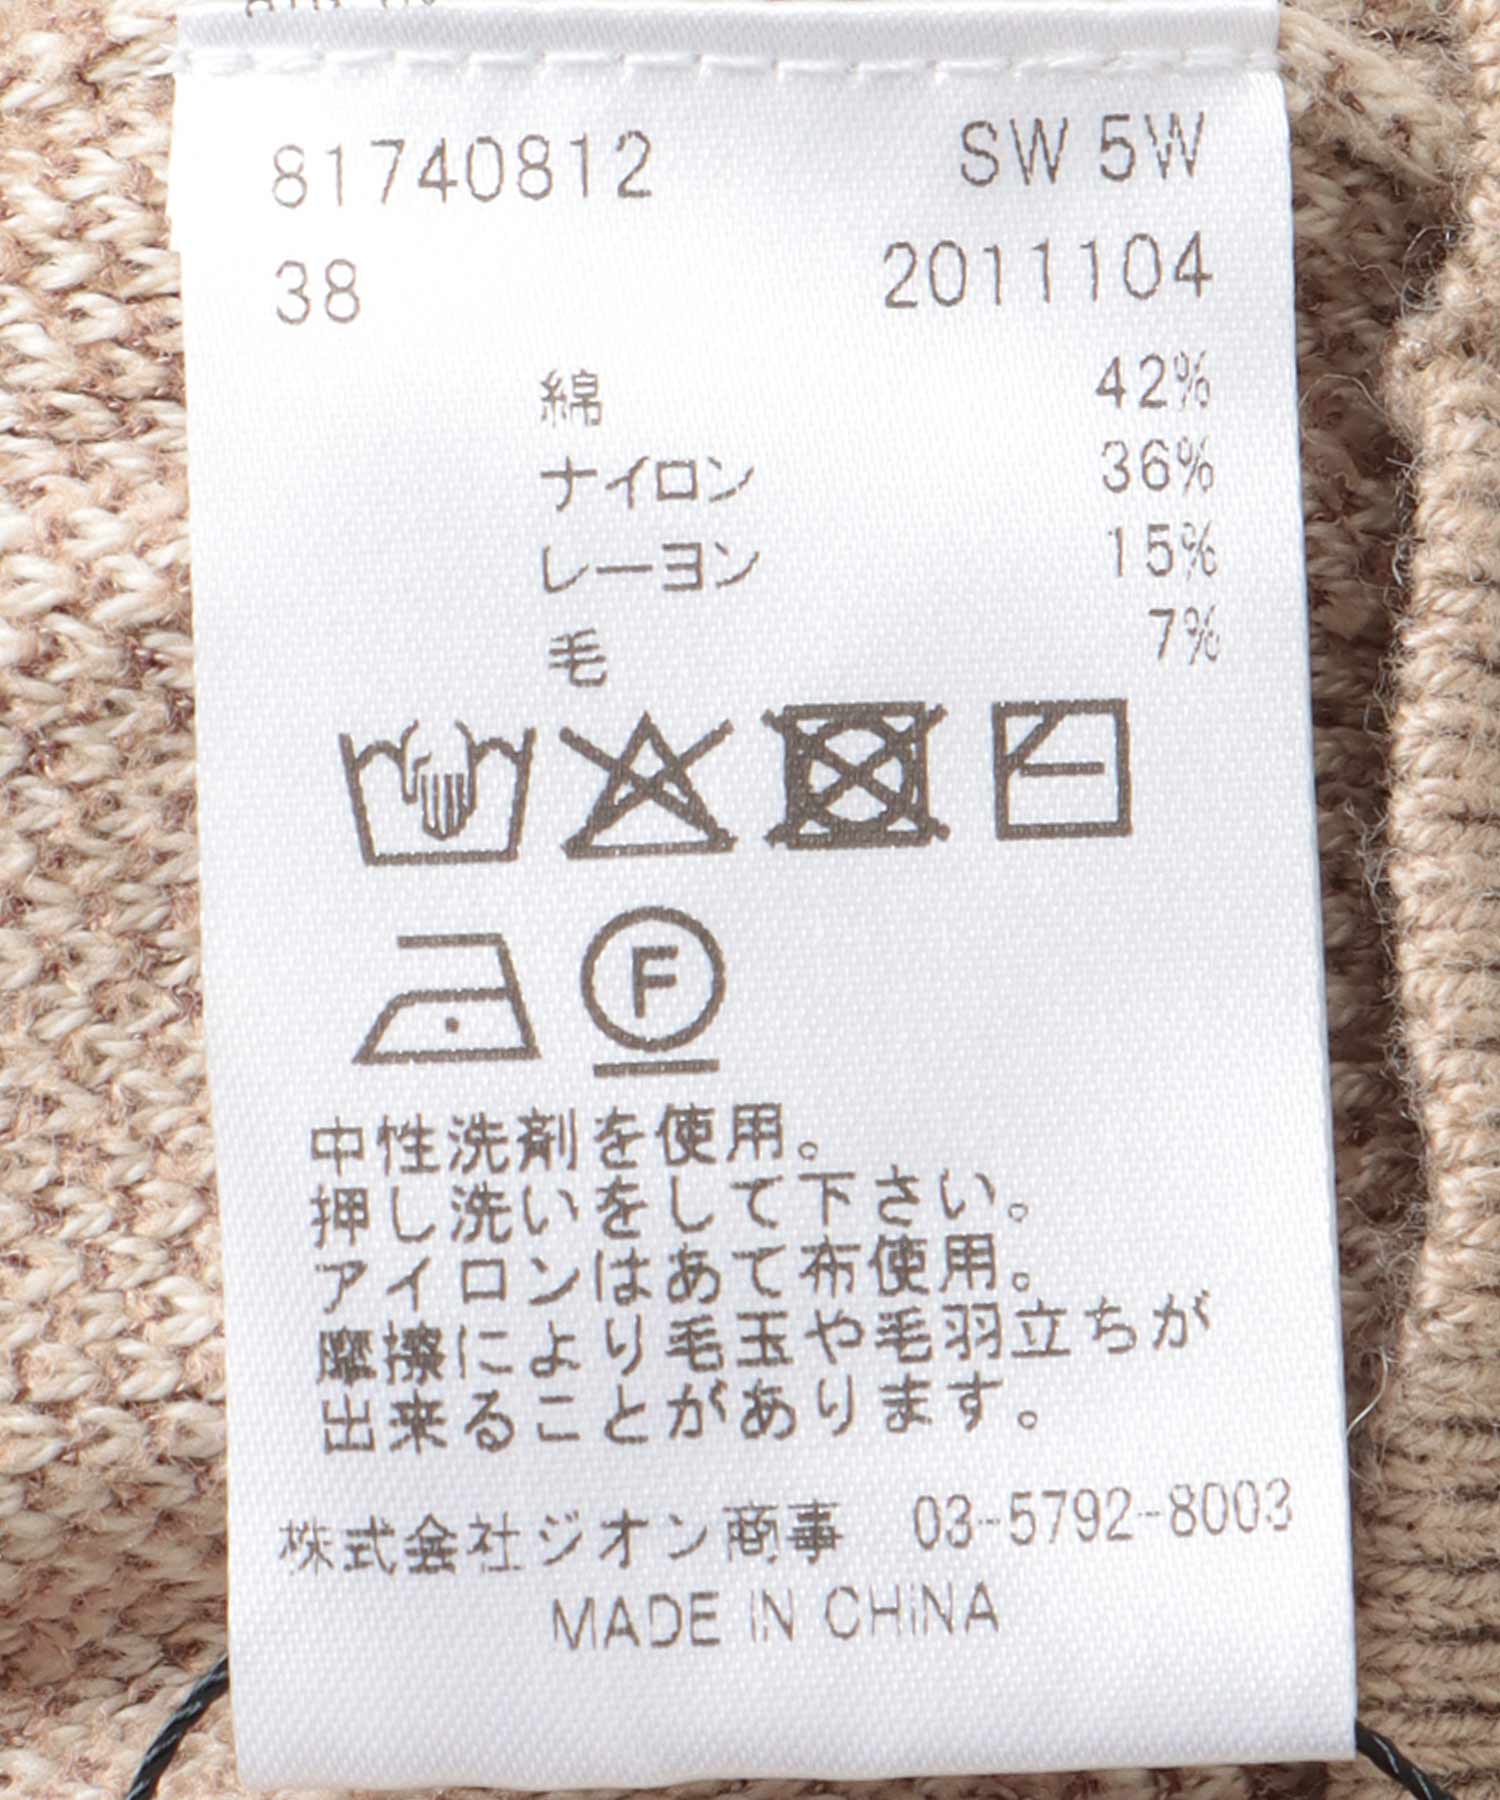 81740812 SW 5W
38 2011104
綿 42%
ナイロン 36%
レーヨン 15%
毛 7%
F
中性洗剤を使用。
押し洗いをして下さい。
アイロンはあて布使用。
摩擦により毛玉や毛羽立ちが
出来ることがあります。
株式会社ジオン商事 03-5792-8003
MADE IN CHINA